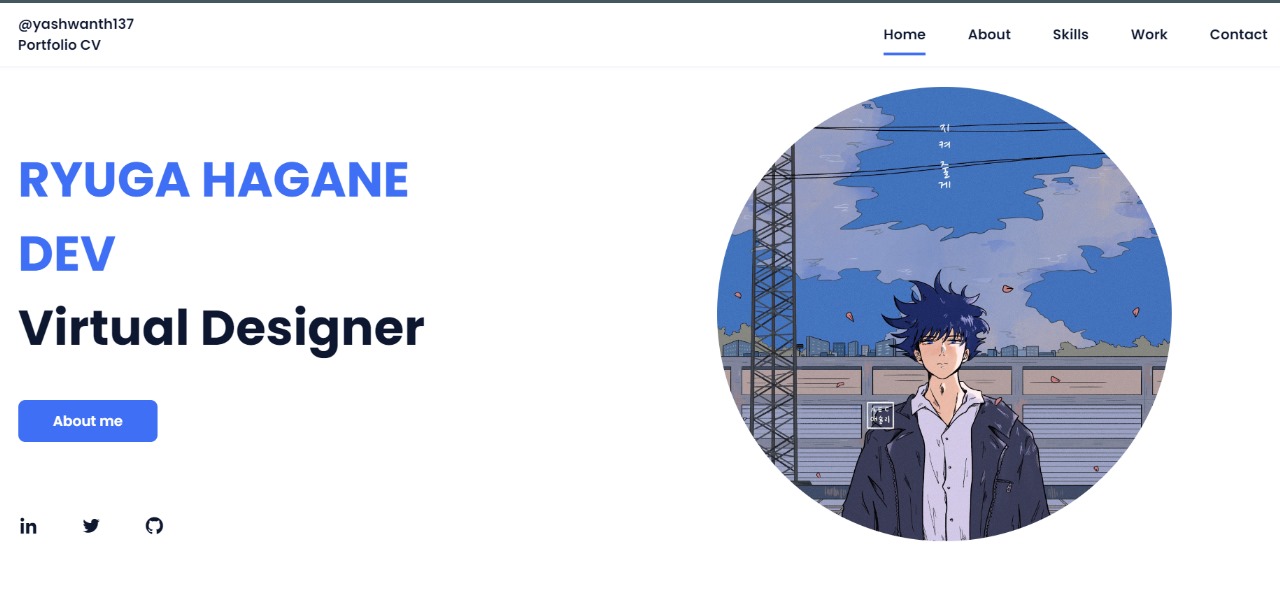 @yashwanth137
Portfolio CV
Home
About
Skills
Work
Contact
RYUGA HAGANE
DEV
Virtual Designer
About me
in
지
켜
줄
게